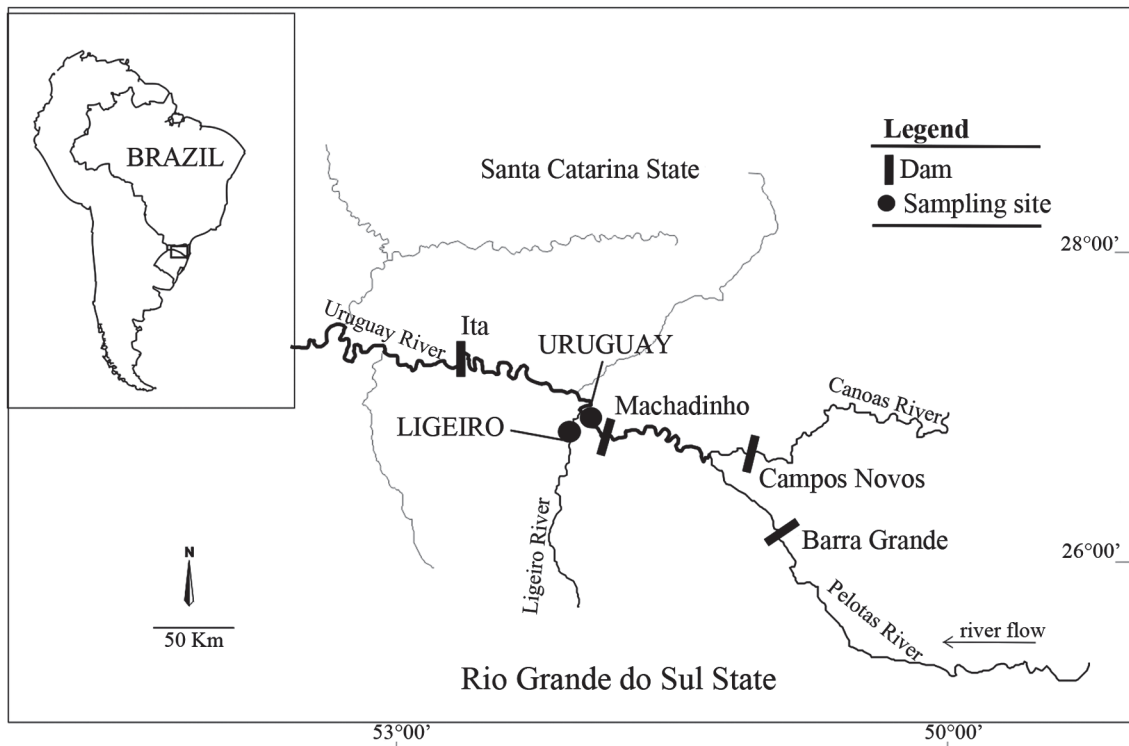 BRAZIL
Santa Catarina State
Legend
Dam
Sampling site
28°00'
Uruguay River
Ita
URUGUAY
Canoas River
Machadinho
LIGEIRO
Campos Novos
Ligeiro River
Barra Grande
26°00'
N
50 Km
Pelotas River
river flow
Rio Grande do Sul State
53°00'
50°00'